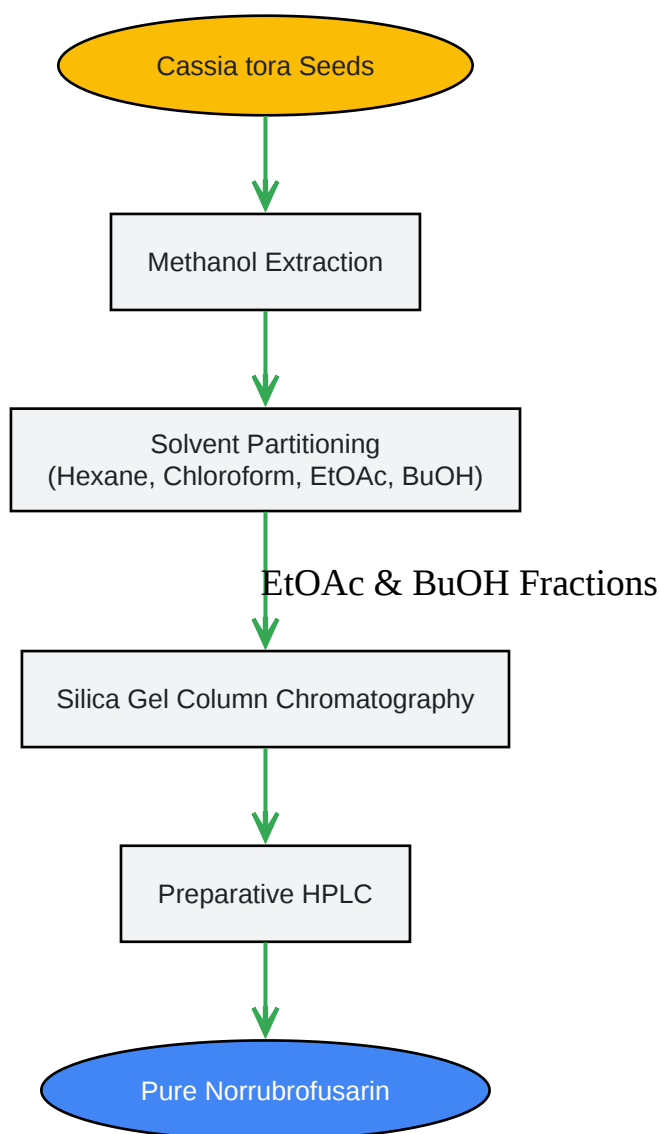 Cassia tora Seeds
Methanol Extraction
Solvent Partitioning
(Hexane, Chloroform, EtOAc, BuOH)
EtOAc & BuOH Fractions
Silica Gel Column Chromatography
Preparative HPLC
Pure Norrubrofusarin